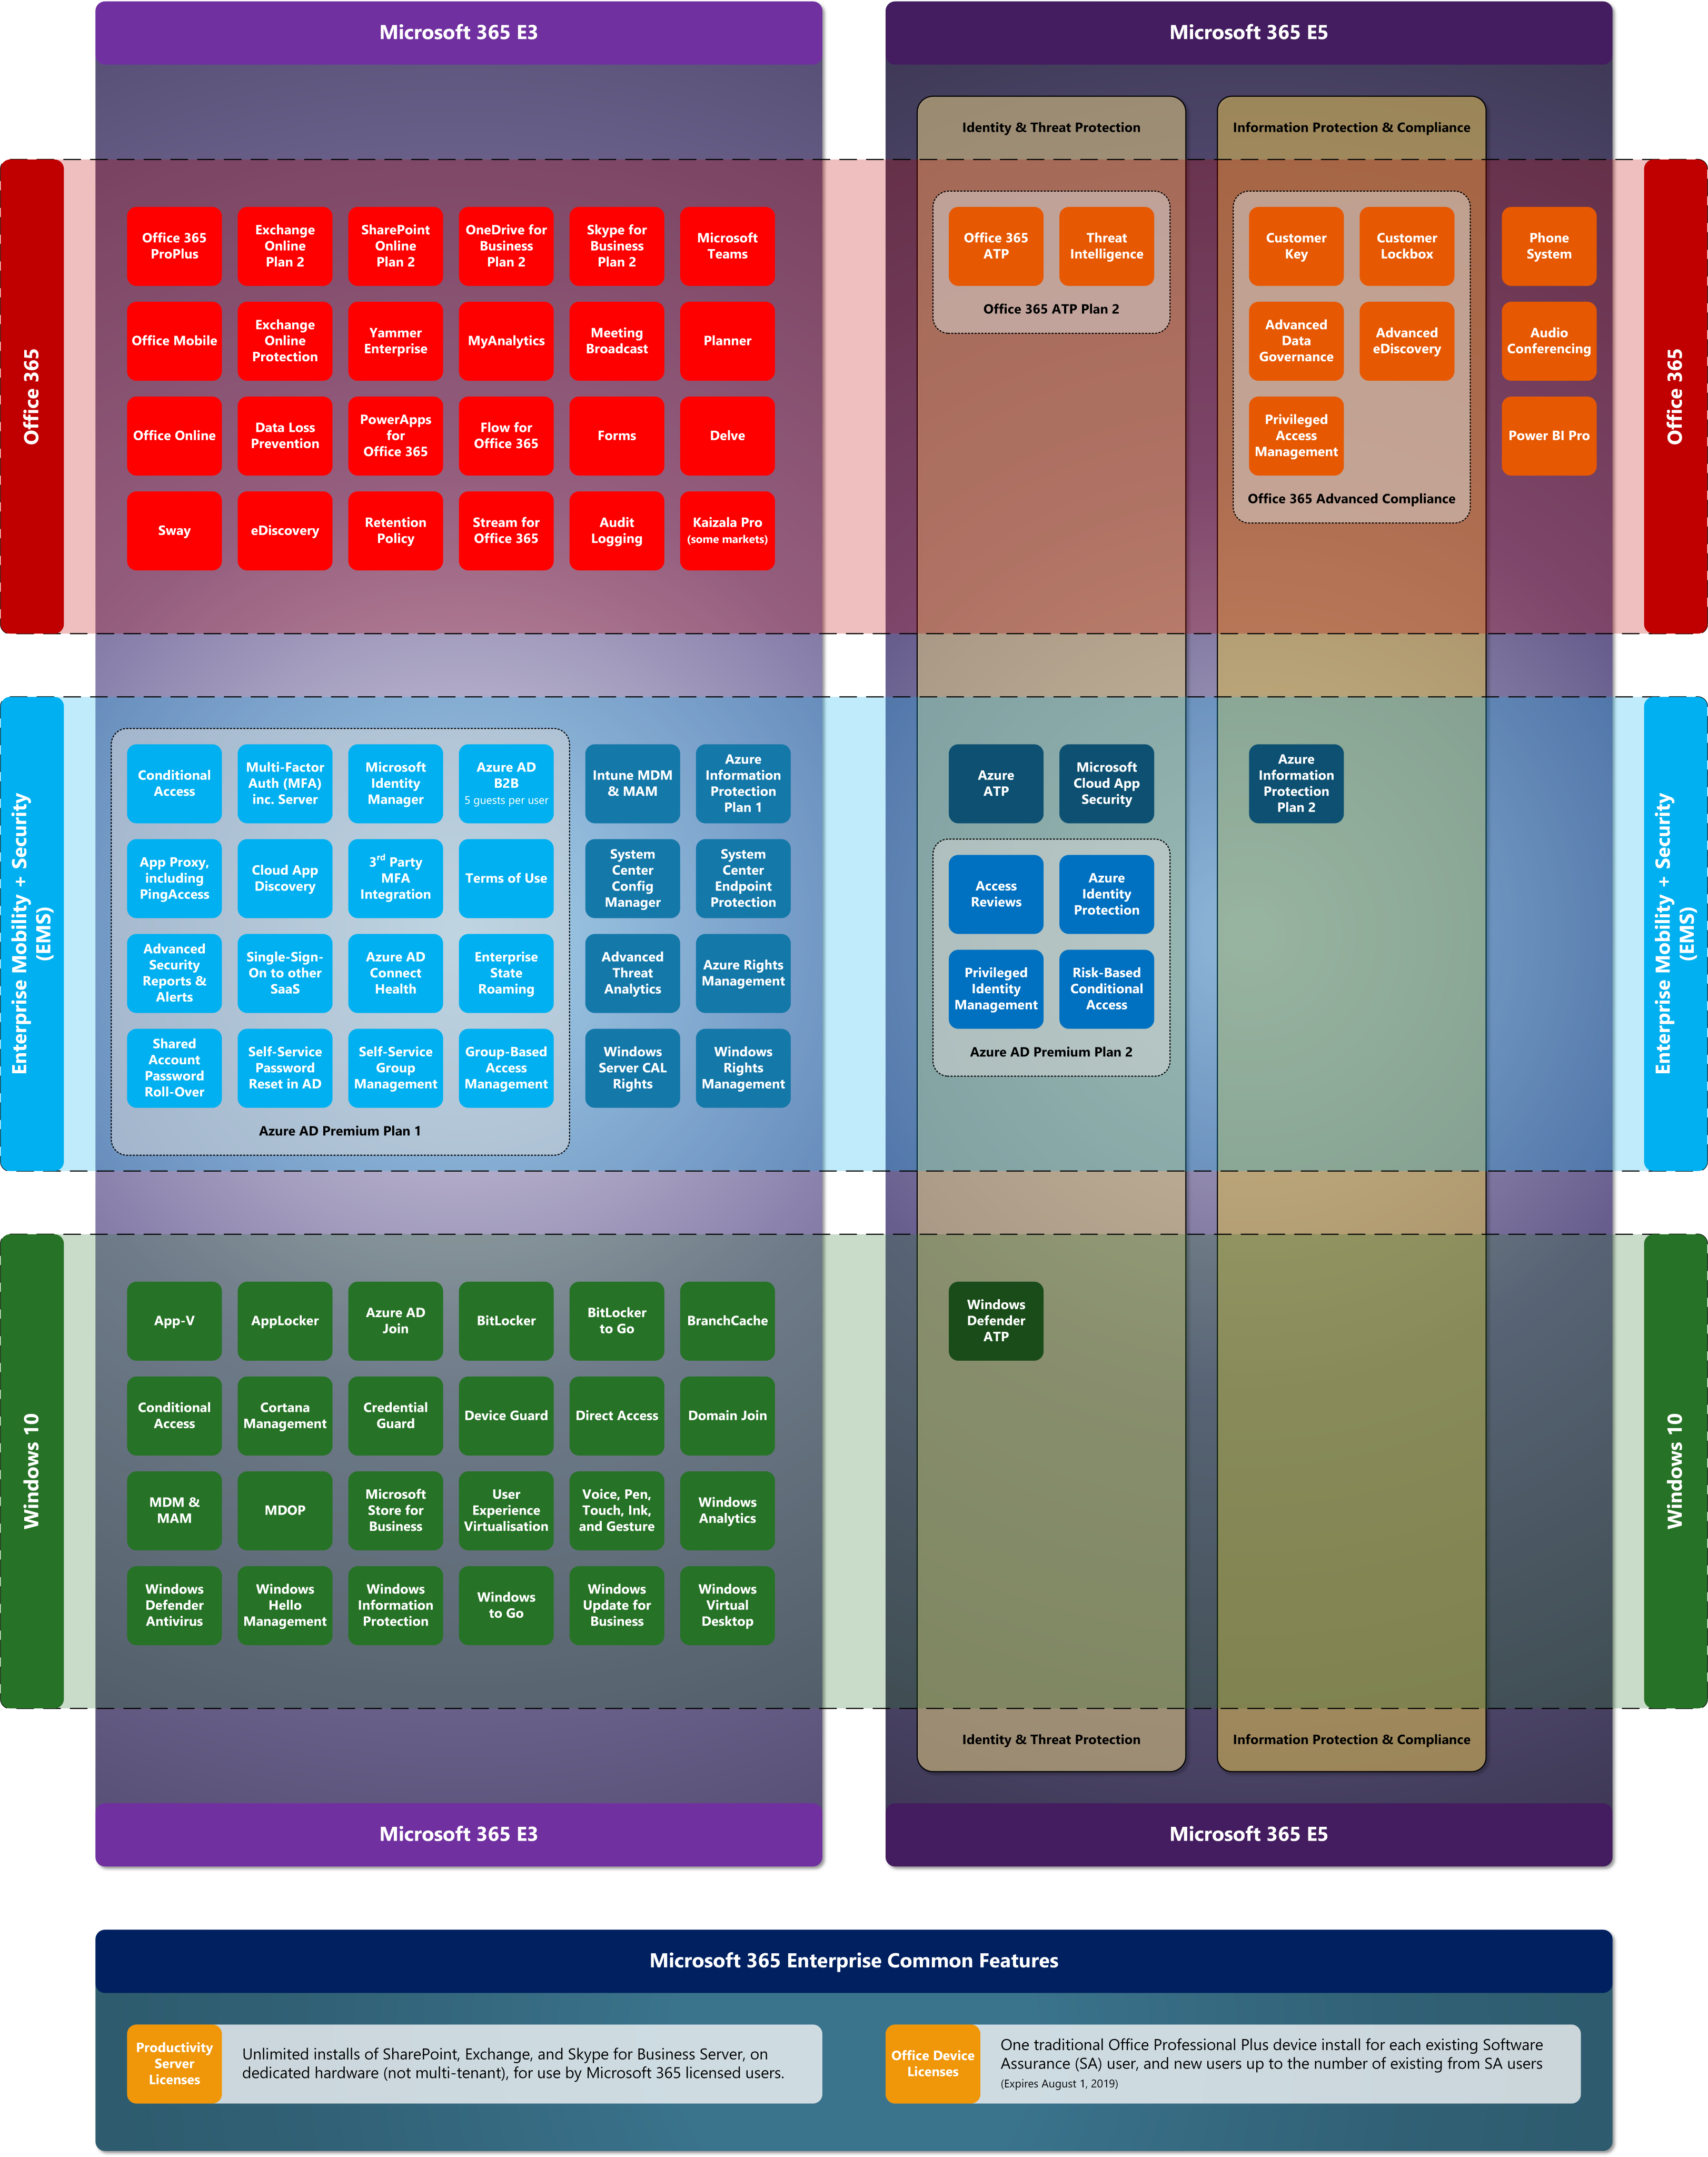 Microsoft 365 E3
Microsoft 365 E5
Identity & Threat Protection
Information Protection & Compliance
Office 365
Office 365
ProPlus
Exchange
Online
Plan 2
SharePoint
Online
Plan 2
OneDrive for
Business
Plan 2
Skype for
Business
Plan 2
Microsoft
Teams
Office Mobile
Exchange
Online
Protection
Yammer
Enterprise
MyAnalytics
Meeting
Broadcast
Planner
Office Online
Data Loss
Prevention
PowerApps
for
Office 365
Flow for
Office 365
Forms
Delve
Sway
eDiscovery
Retention
Policy
Stream for
Office 365
Audit
Logging
Kaizala Pro
(some markets)
Office 365
ATP
Threat
Intelligence
Office 365 ATP Plan 2
Customer
Key
Customer
Lockbox
Advanced
Data
Governance
Advanced
eDiscovery
Privileged
Access
Management
Office 365 Advanced Compliance
Phone
System
Audio
Conferencing
Power BI Pro
Office 365
Enterprise Mobility + Security
(EMS)
Conditional
Access
Multi-Factor
Auth (MFA)
inc. Server
Microsoft
Identity
Manager
Azure AD
B2B
5 guests per user
Intune MDM
& MAM
Azure
Information
Protection
Plan 1
App Proxy,
including
PingAccess
Cloud App
Discovery
3rd Party
MFA
Integration
Terms of Use
System
Center
Config
Manager
System
Center
Endpoint
Protection
Advanced
Security
Reports &
Alerts
Single-Sign-
On to other
SaaS
Azure AD
Connect
Health
Enterprise
State
Roaming
Advanced
Threat
Analytics
Azure Rights
Management
Shared
Account
Password
Roll-Over
Self-Service
Password
Reset in AD
Self-Service
Group
Management
Group-Based
Access
Management
Windows
Server CAL
Rights
Windows
Rights
Management
Azure AD Premium Plan 1
Azure
ATP
Microsoft
Cloud App
Security
Access
Reviews
Azure
Identity
Protection
Privileged
Identity
Management
Risk-Based
Conditional
Access
Azure AD Premium Plan 2
Azure
Information
Protection
Plan 2
Enterprise Mobility + Security
(EMS)
Windows 10
App-V
AppLocker
Azure AD
Join
BitLocker
BitLocker
to Go
BranchCache
Conditional
Access
Cortana
Management
Credential
Guard
Device Guard
Direct Access
Domain Join
MDM &
MAM
MDOP
Microsoft
Store for
Business
User
Experience
Virtualisation
Voice, Pen,
Touch, Ink,
and Gesture
Windows
Analytics
Windows
Defender
Antivirus
Windows
Hello
Management
Windows
Information
Protection
Windows
to Go
Windows
Update for
Business
Windows
Virtual
Desktop
Windows
Defender
ATP
Windows 10
Identity & Threat Protection
Information Protection & Compliance
Microsoft 365 E3
Microsoft 365 E5
Microsoft 365 Enterprise Common Features
Productivity
Server
Licenses
Unlimited installs of SharePoint, Exchange, and Skype for Business Server, on
dedicated hardware (not multi-tenant), for use by Microsoft 365 licensed users.
Office Device
Licenses
One traditional Office Professional Plus device install for each existing Software
Assurance (SA) user, and new users up to the number of existing from SA users
(Expires August 1, 2019)